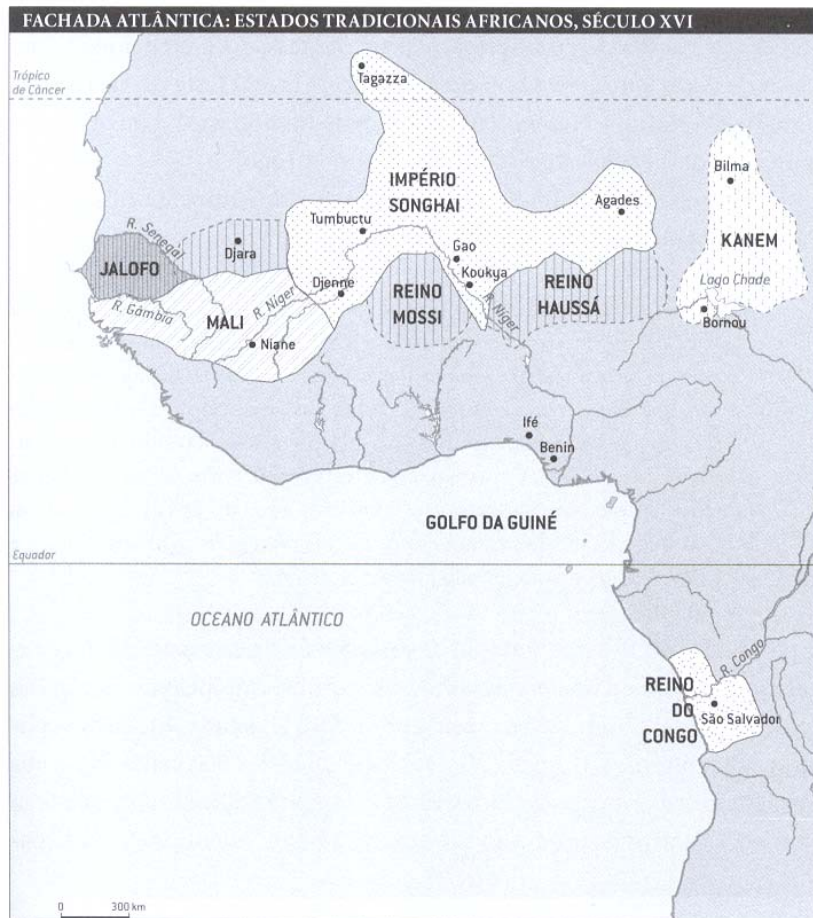 FACHADA ATLÂNTICA: ESTADOS TRADICIONAIS AFRICANOS, SÉCULO XVI
Trópico
de Câncer
Tagazza
IMPÉRIO
SONGHAI
Bilma
Agades
Tumbuctu
R. Senegal
Djara
KANEM
Gao
JALOFO
Koukya
Lago Chade
Djenne
R. Níger
REINO
MOSSI
REINO
HAUSSÁ
R. Níger
R. Gâmbia
MALI
Bornou
Niane
Ifé
Benin
GOLFO DA GUINÉ
Equador
OCEANO ATLÂNTICO
R. Congo
REINO
DO
CONGO
São Salvador
0 300 km